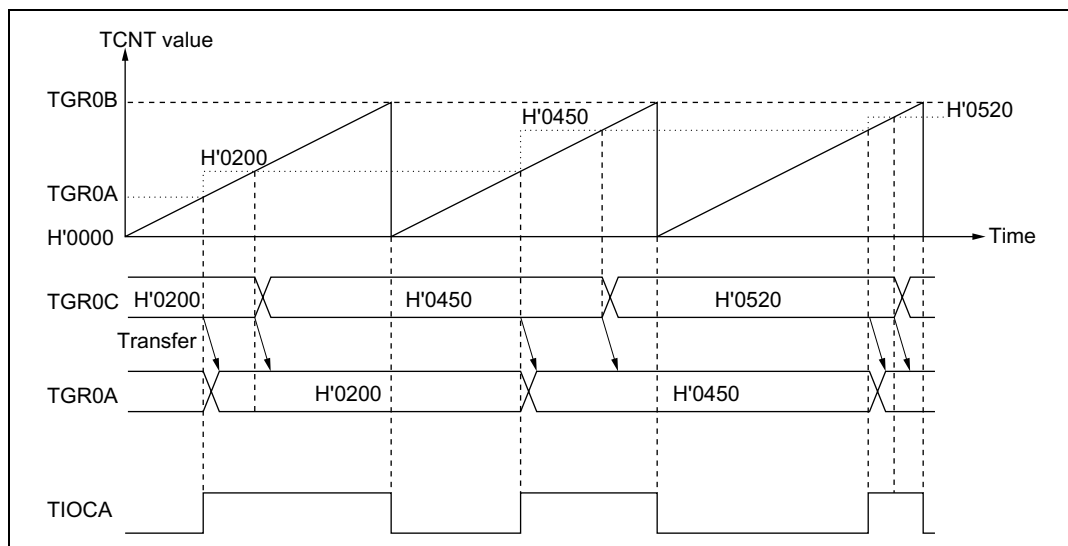 TCNT value
TGR0B
H'0520
H'0450
H'0200
TGR0A
H'0000
Time
TGR0C
H'0200
H'0450
H'0520
Transfer
TGR0A
H'0200
H'0450
TIOCA